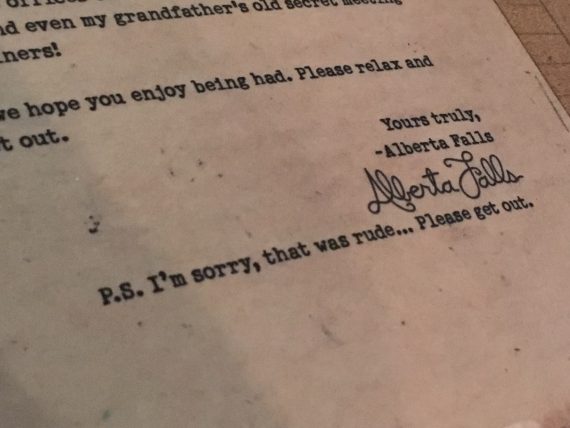 nd even my grandfather's old secret meeting
ners!
we hope you enjoy being had. Please relax and
t out.
Yours truly,
-Alberta Falls
Alberta Falls
P.S. I'm sorry, that was rude... Please get out.